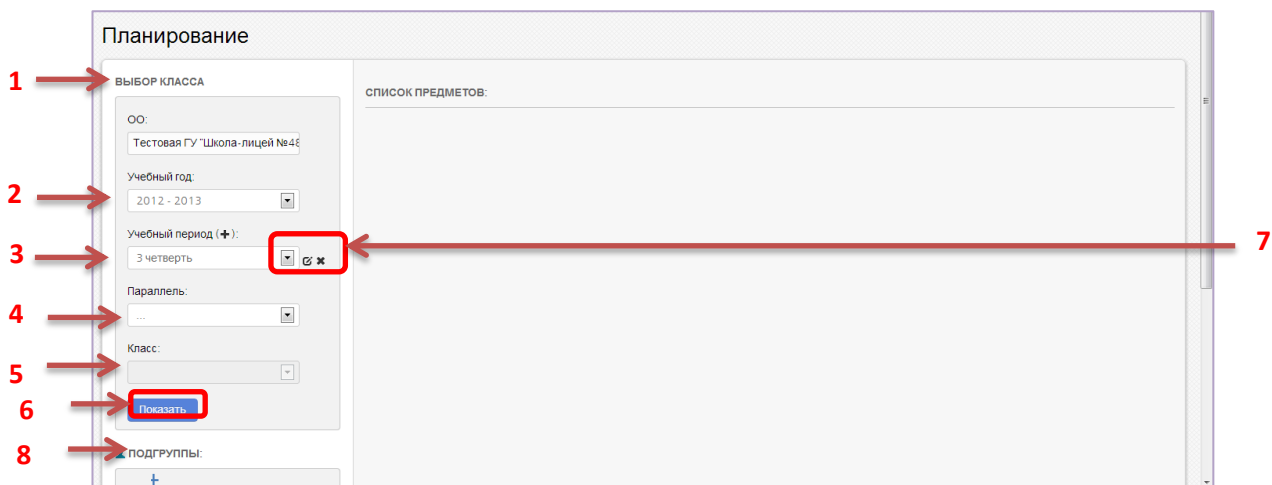 Планирование
1
ВЫБОР КЛАССА
СПИСОК ПРЕДМЕТОВ:
ОО:
Тестовая ГУ "Школа-лицей №48
Учебный год:
2
2012 - 2013
Учебный период (+):
3
3 четверть
7
Параллель:
4
...
Класс:
5
6
Показать
8
ПОДГРУППЫ: